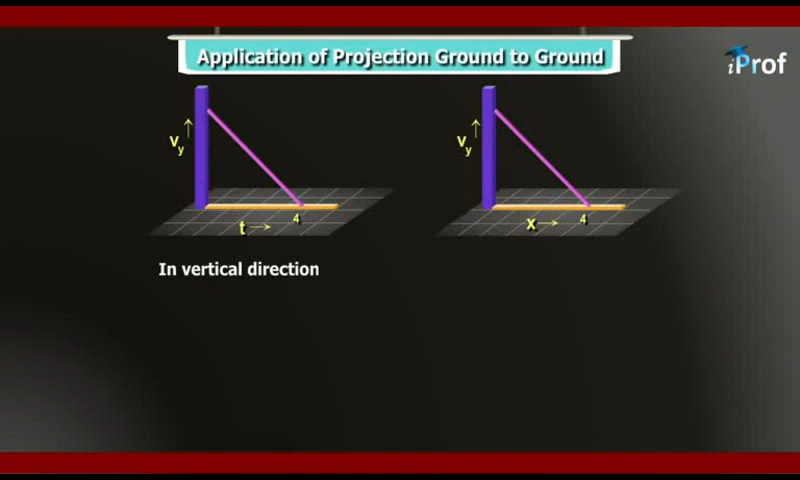 Application of Projection Ground to Ground
iProf
Vy ↑
Vy ↑
4
4
t →
x →
In vertical direction